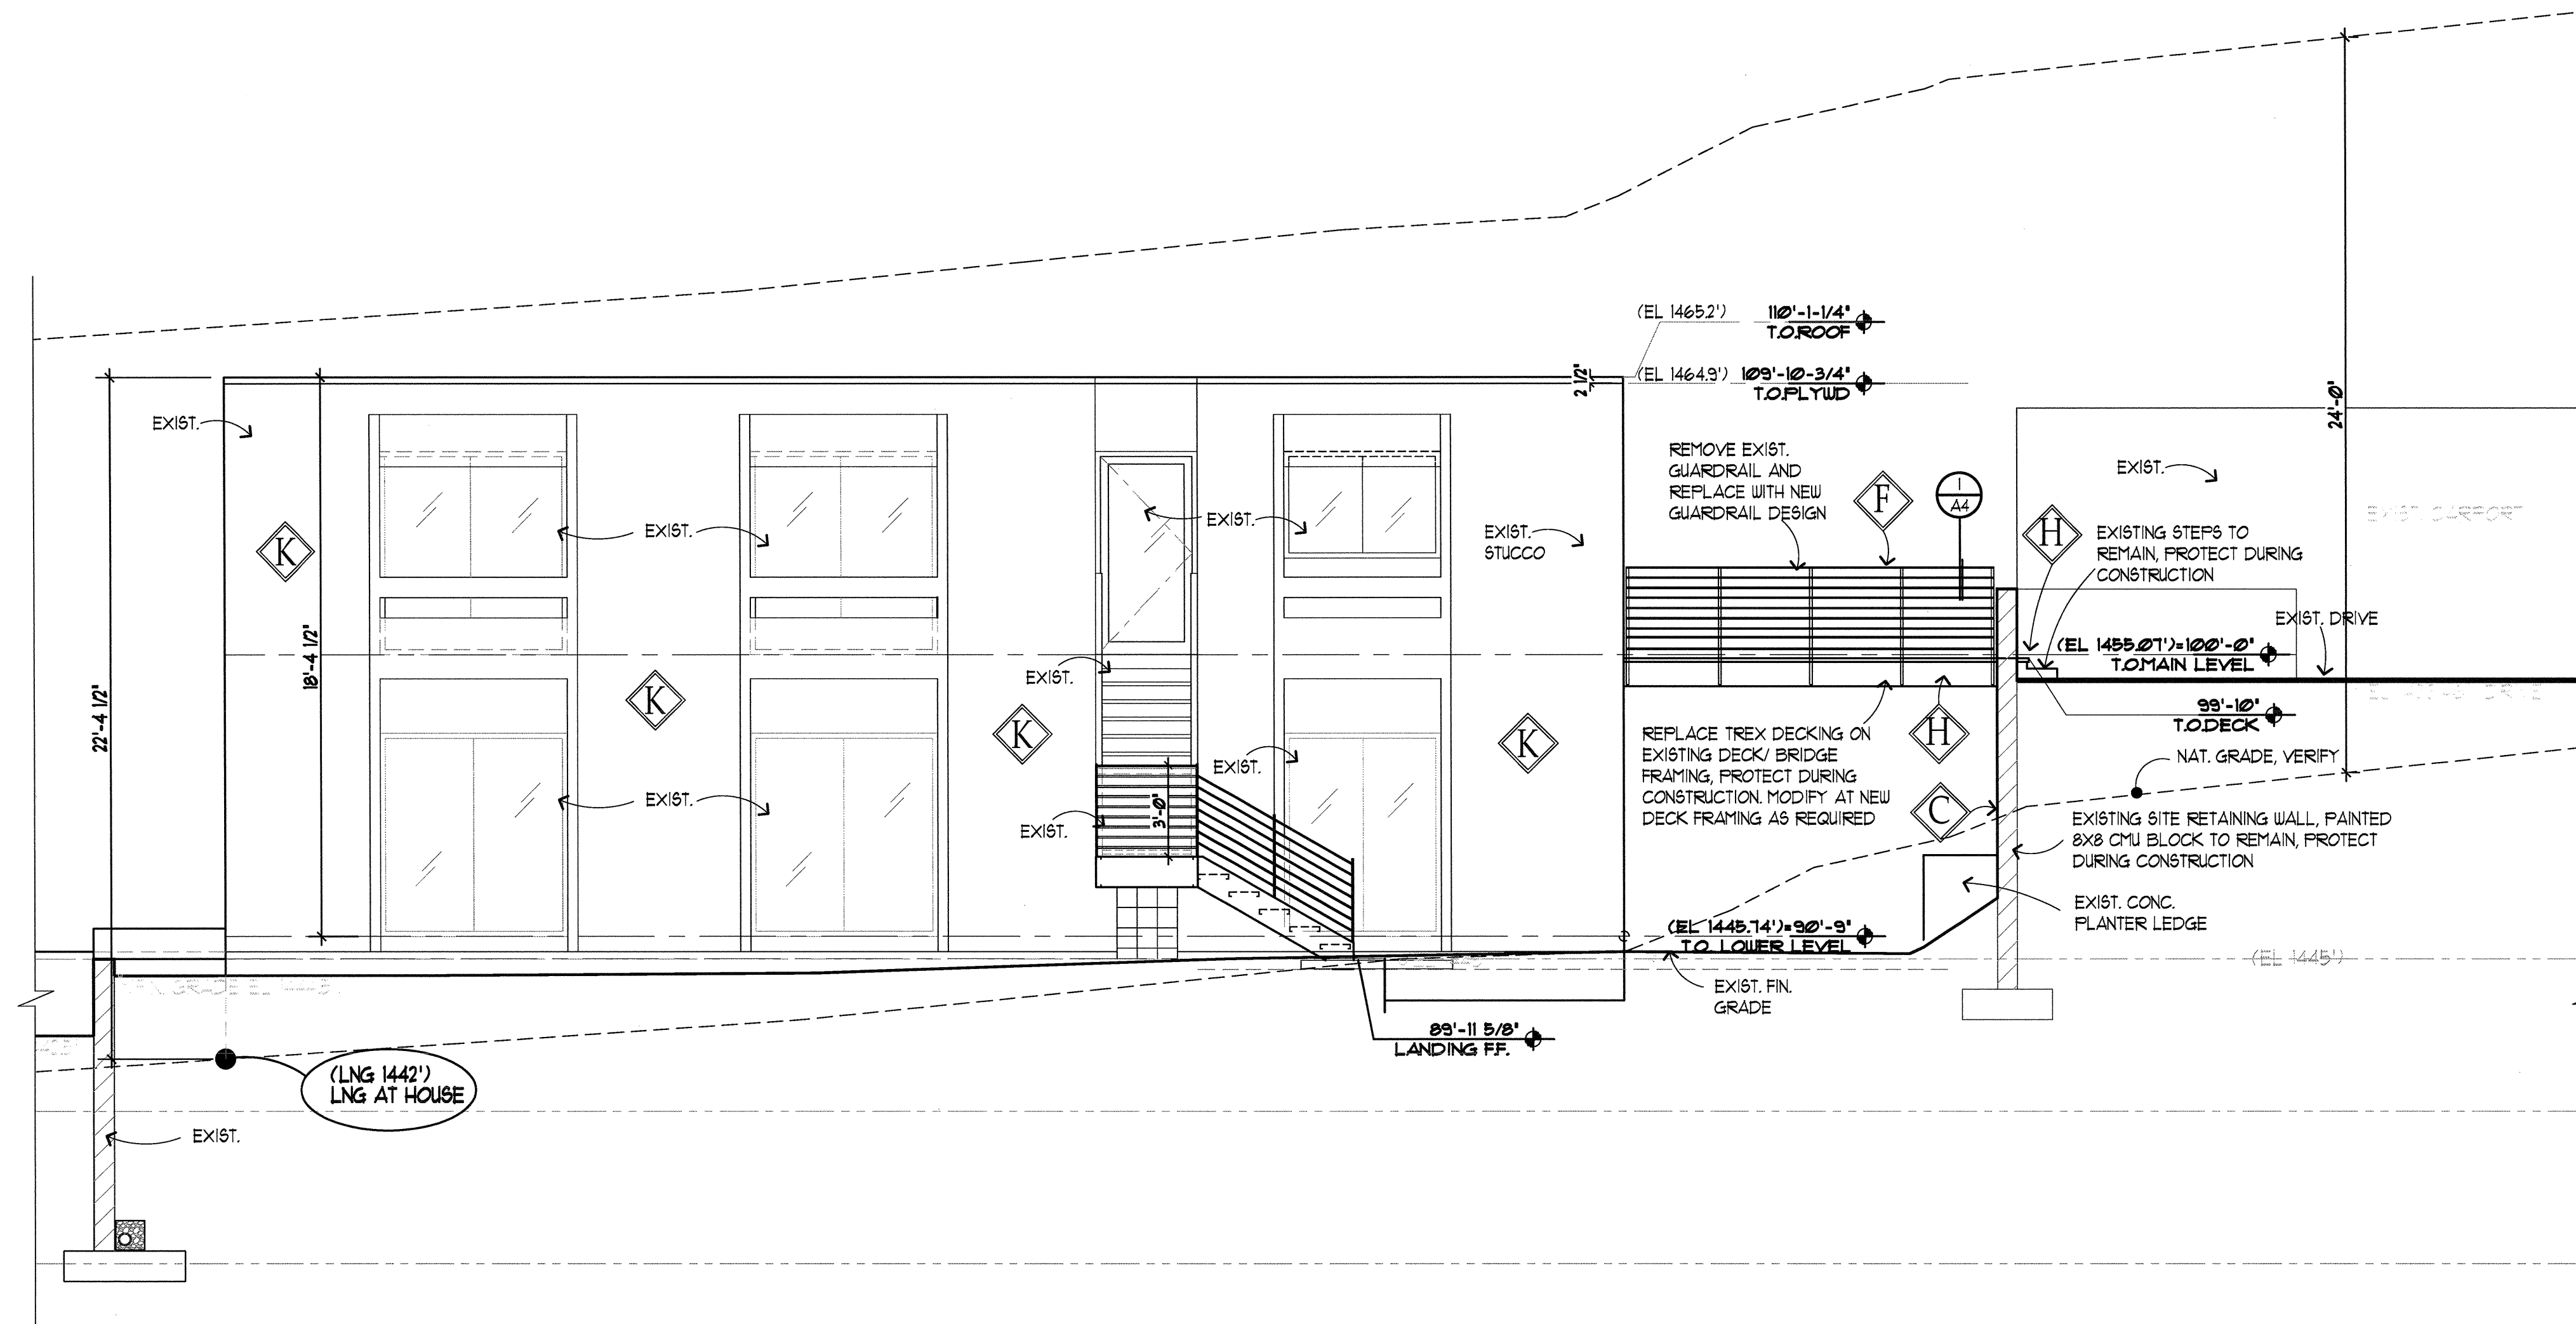 (EL 1465.2') 110'-1-1/4"
T.O.ROOF
(EL 1464.9') 109'-10-3/4"
T.O.PLYWD
2 1/2"
24'-0"
22'-4 1/2"
18'-4 1/2"
EXIST.
K
EXIST.
EXIST.
EXIST.
STUCCO
REMOVE EXIST.
GUARDRAIL AND
REPLACE WITH NEW
GUARDRAIL DESIGN
F
1
A4
H
EXIST.
EXIST. CARPORT
EXISTING STEPS TO
REMAIN, PROTECT DURING
CONSTRUCTION
EXIST. DRIVE
(EL 1455.07')=100'-0"
T.O.MAIN LEVEL
99'-10"
T.O.DECK
NAT. GRADE, VERIFY
K
EXIST.
K
EXIST.
EXIST.
K
EXIST.
3'-0"
REPLACE TREX DECKING ON
EXISTING DECK/ BRIDGE
FRAMING, PROTECT DURING
CONSTRUCTION. MODIFY AT NEW
DECK FRAMING AS REQUIRED
H
C
EXISTING SITE RETAINING WALL, PAINTED
8X8 CMU BLOCK TO REMAIN, PROTECT
DURING CONSTRUCTION
EXIST. CONC.
PLANTER LEDGE
(EL 1445.74')=90'-9"
T.O. LOWER LEVEL
(EL 1445')
EXIST. FIN.
GRADE
89'-11 5/8"
LANDING F.F.
(LNG 1442')
LNG AT HOUSE
EXIST.